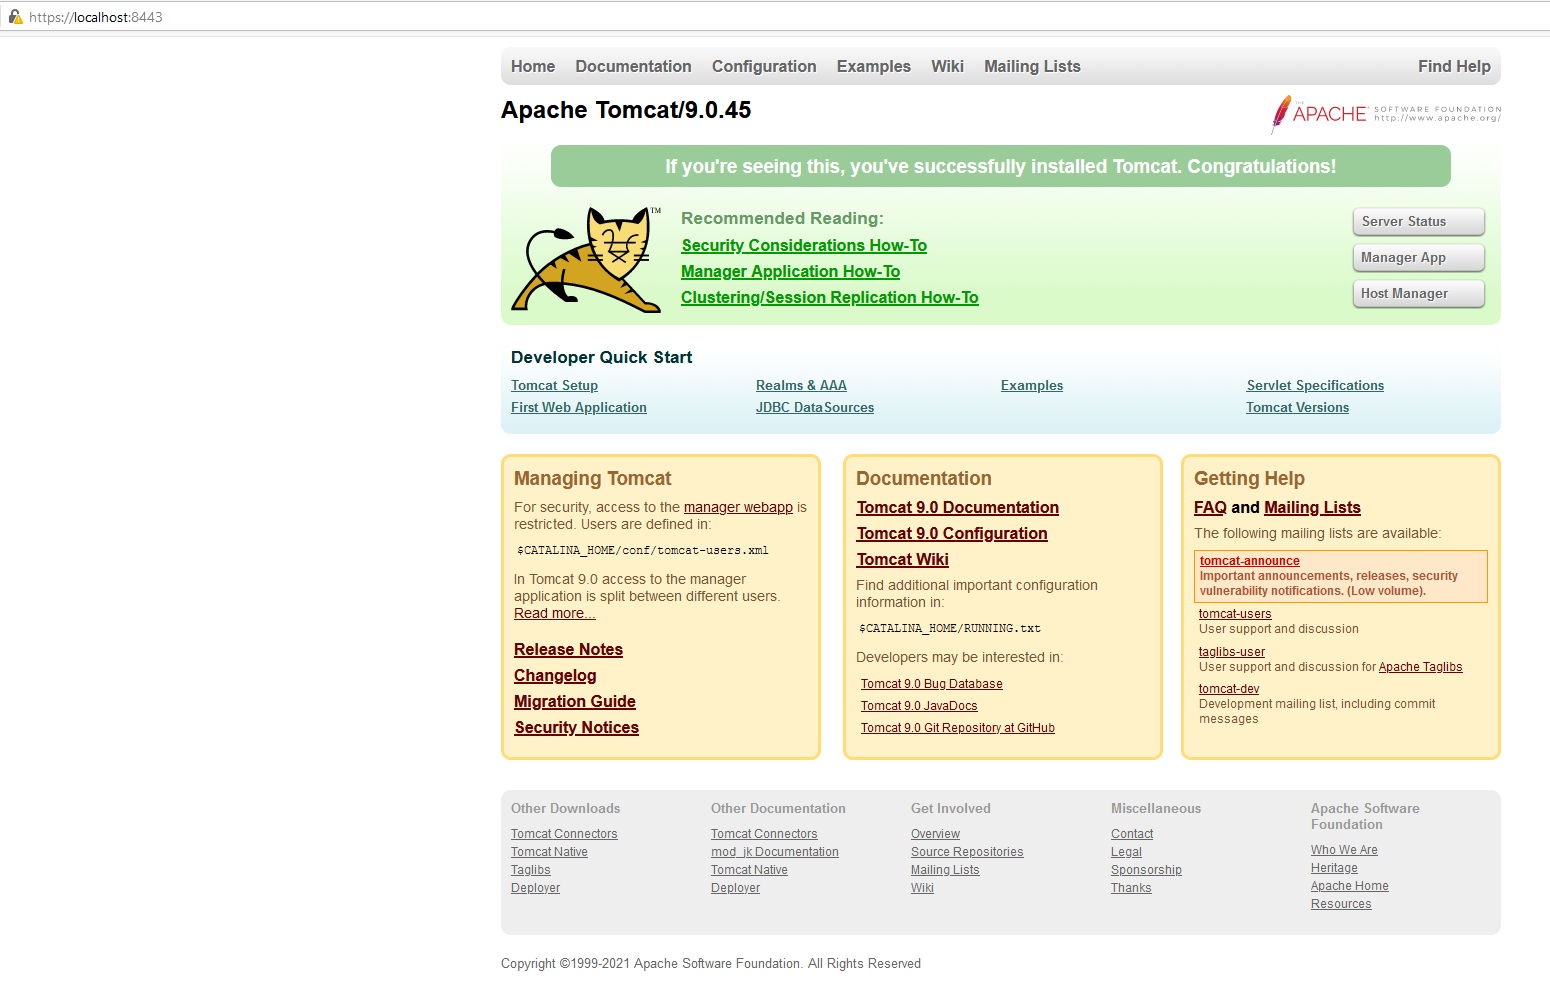 https://localhost:8443
Home Documentation Configuration Examples Wiki Mailing Lists Find Help
Apache Tomcat/9.0.45
THE APACHE® SOFTWARE FOUNDATION
http://www.apache.org/
If you're seeing this, you've successfully installed Tomcat. Congratulations!
TM
Recommended Reading:
Security Considerations How-To
Manager Application How-To
Clustering/Session Replication How-To
Server Status
Manager App
Host Manager
Developer Quick Start
Tomcat Setup
First Web Application
Realms & AAA
JDBC DataSources
Examples
Servlet Specifications
Tomcat Versions
Managing Tomcat
For security, access to the manager webapp is
restricted. Users are defined in:
$CATALINA_HOME/conf/tomcat-users.xml
In Tomcat 9.0 access to the manager
application is split between different users.
Read more...
Release Notes
Changelog
Migration Guide
Security Notices
Documentation
Tomcat 9.0 Documentation
Tomcat 9.0 Configuration
Tomcat Wiki
Find additional important configuration
information in:
$CATALINA_HOME/RUNNING.txt
Developers may be interested in:
Tomcat 9.0 Bug Database
Tomcat 9.0 JavaDocs
Tomcat 9.0 Git Repository at GitHub
Getting Help
FAQ and Mailing Lists
The following mailing lists are available:
tomcat-announce
Important announcements, releases, security
vulnerability notifications. (Low volume).
tomcat-users
User support and discussion
taglibs-user
User support and discussion for Apache Taglibs
tomcat-dev
Development mailing list, including commit
messages
Other Downloads
Tomcat Connectors
Tomcat Native
Taglibs
Deployer
Other Documentation
Tomcat Connectors
mod_jk Documentation
Tomcat Native
Deployer
Get Involved
Overview
Source Repositories
Mailing Lists
Wiki
Miscellaneous
Contact
Legal
Sponsorship
Thanks
Apache Software
Foundation
Who We Are
Heritage
Apache Home
Resources
Copyright ©1999-2021 Apache Software Foundation. All Rights Reserved